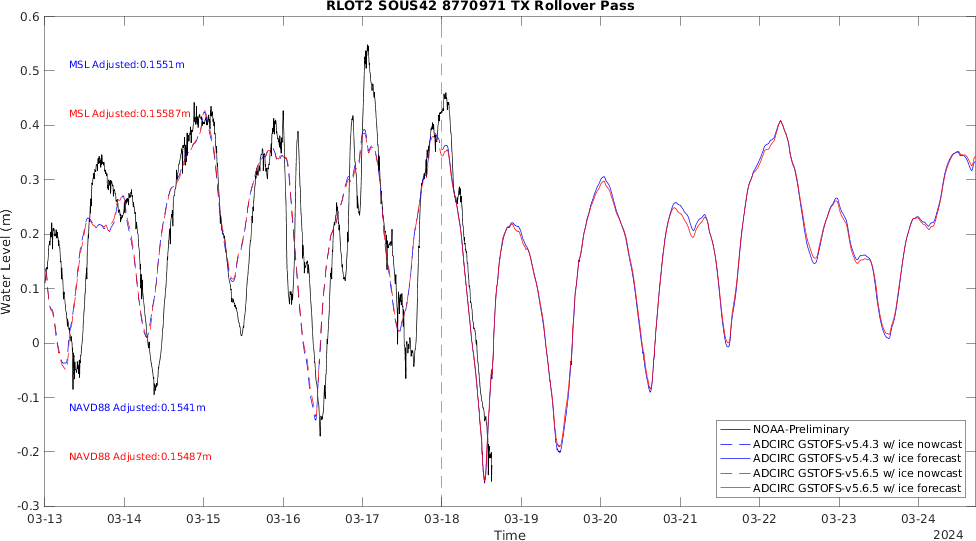 RLOT2 SOUS42 8770971 TX Rollover Pass
Water Level (m)
0.6
0.5
0.4
0.3
0.2
0.1
0
-0.1
-0.2
-0.3
MSL Adjusted:0.1551m
MSL Adjusted:0.15587m
NAVD88 Adjusted:0.1541m
NAVD88 Adjusted:0.15487m
NOAA-Preliminary
ADCIRC GSTOFS-v5.4.3 w/ ice nowcast
ADCIRC GSTOFS-v5.4.3 w/ ice forecast
ADCIRC GSTOFS-v5.6.5 w/ ice nowcast
ADCIRC GSTOFS-v5.6.5 w/ ice forecast
03-13 03-14 03-15 03-16 03-17 03-18 03-19 03-20 03-21 03-22 03-23 03-24
Time
2024